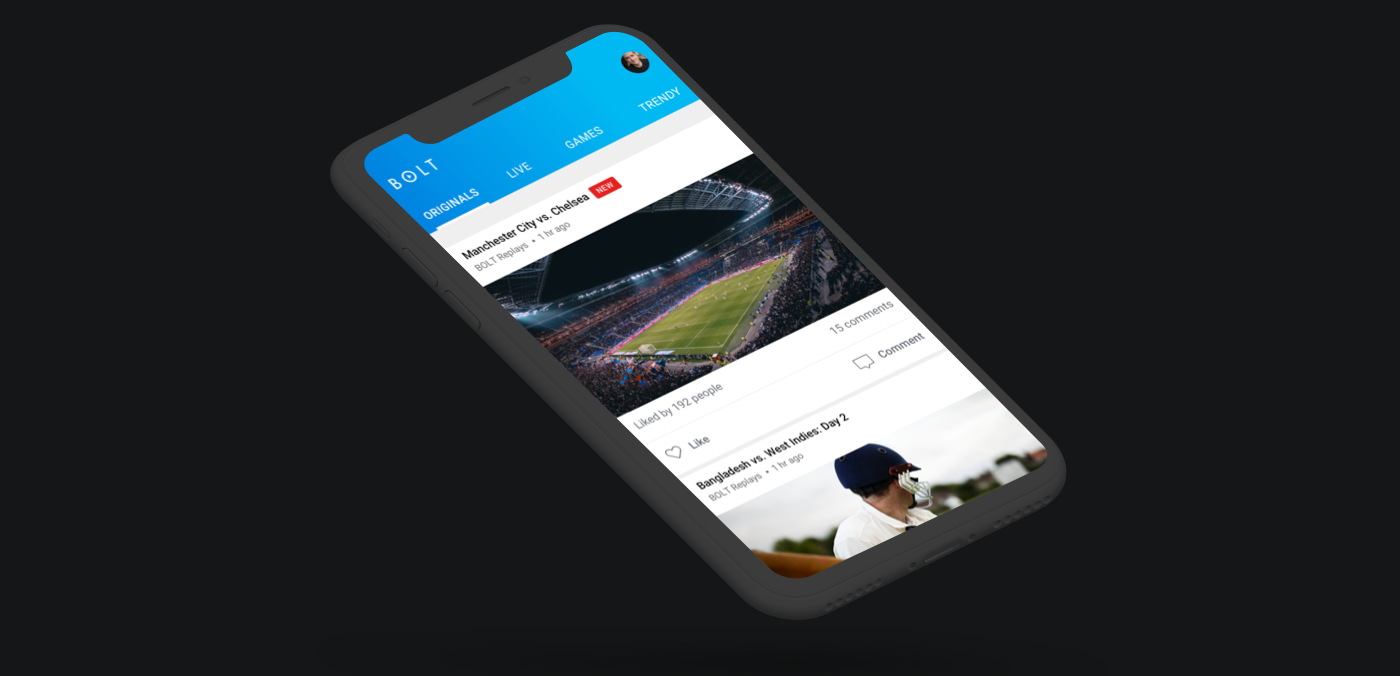 BOLT
ORIGINALS LIVE GAMES TRENDY
Manchester City vs. Chelsea NEW
BOLT Replays • 1 hr ago
Liked by 192 people 15 comments
Like Comment
Bangladesh vs. West Indies: Day 2
BOLT Replays • 1 hr ago